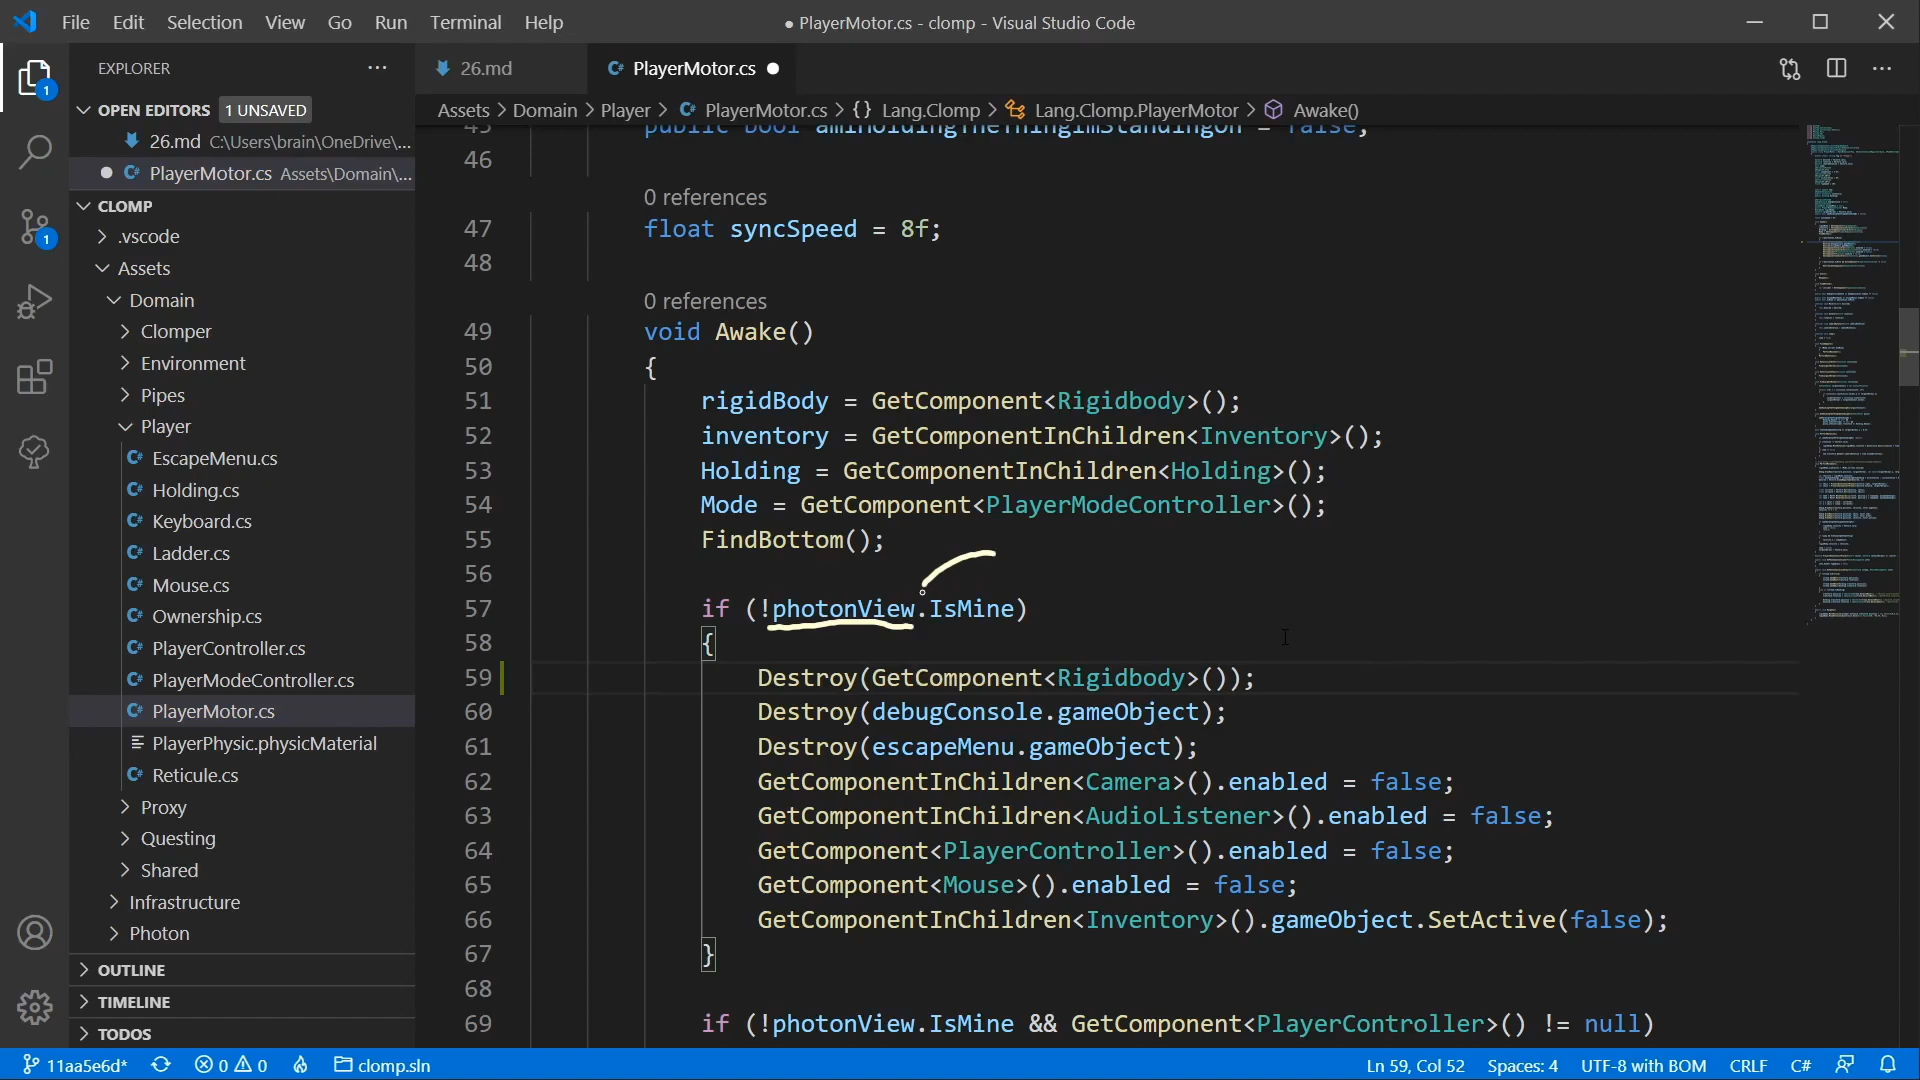 File Edit Selection View Go Run Terminal Help
● PlayerMotor.cs - clomp - Visual Studio Code
EXPLORER
OPEN EDITORS 1 UNSAVED
26.md C:\Users\brain\OneDrive\...
PlayerMotor.cs Assets\Domain\...
CLOMP
.vscode
Assets
Domain
Clomper
Environment
Pipes
Player
EscapeMenu.cs
Holding.cs
Keyboard.cs
Ladder.cs
Mouse.cs
Ownership.cs
PlayerController.cs
PlayerModeController.cs
PlayerMotor.cs
PlayerPhysic.physicMaterial
Reticule.cs
Proxy
Questing
Shared
Infrastructure
Photon
OUTLINE
TIMELINE
TODOS
1
1
26.md PlayerMotor.cs
Assets > Domain > Player > PlayerMotor.cs > {} Lang.Clomp > Lang.Clomp.PlayerMotor > Awake()
45 public bool amiHoldingTheThingImStandingOn = false;
46
0 references
47 float syncSpeed = 8f;
48
0 references
49 void Awake()
50 {
51 rigidBody = GetComponent<Rigidbody>();
52 inventory = GetComponentInChildren<Inventory>();
53 Holding = GetComponentInChildren<Holding>();
54 Mode = GetComponent<PlayerModeController>();
55 FindBottom();
56
57 if (!photonView.IsMine)
58 {
59 Destroy(GetComponent<Rigidbody>());
60 Destroy(debugConsole.gameObject);
61 Destroy(escapeMenu.gameObject);
62 GetComponentInChildren<Camera>().enabled = false;
63 GetComponentInChildren<AudioListener>().enabled = false;
64 GetComponent<PlayerController>().enabled = false;
65 GetComponent<Mouse>().enabled = false;
66 GetComponentInChildren<Inventory>().gameObject.SetActive(false);
67 }
68
69 if (!photonView.IsMine && GetComponent<PlayerController>() != null)
11aa5e6d* 0 0 clomp.sln
Ln 59, Col 52 Spaces: 4 UTF-8 with BOM CRLF C#